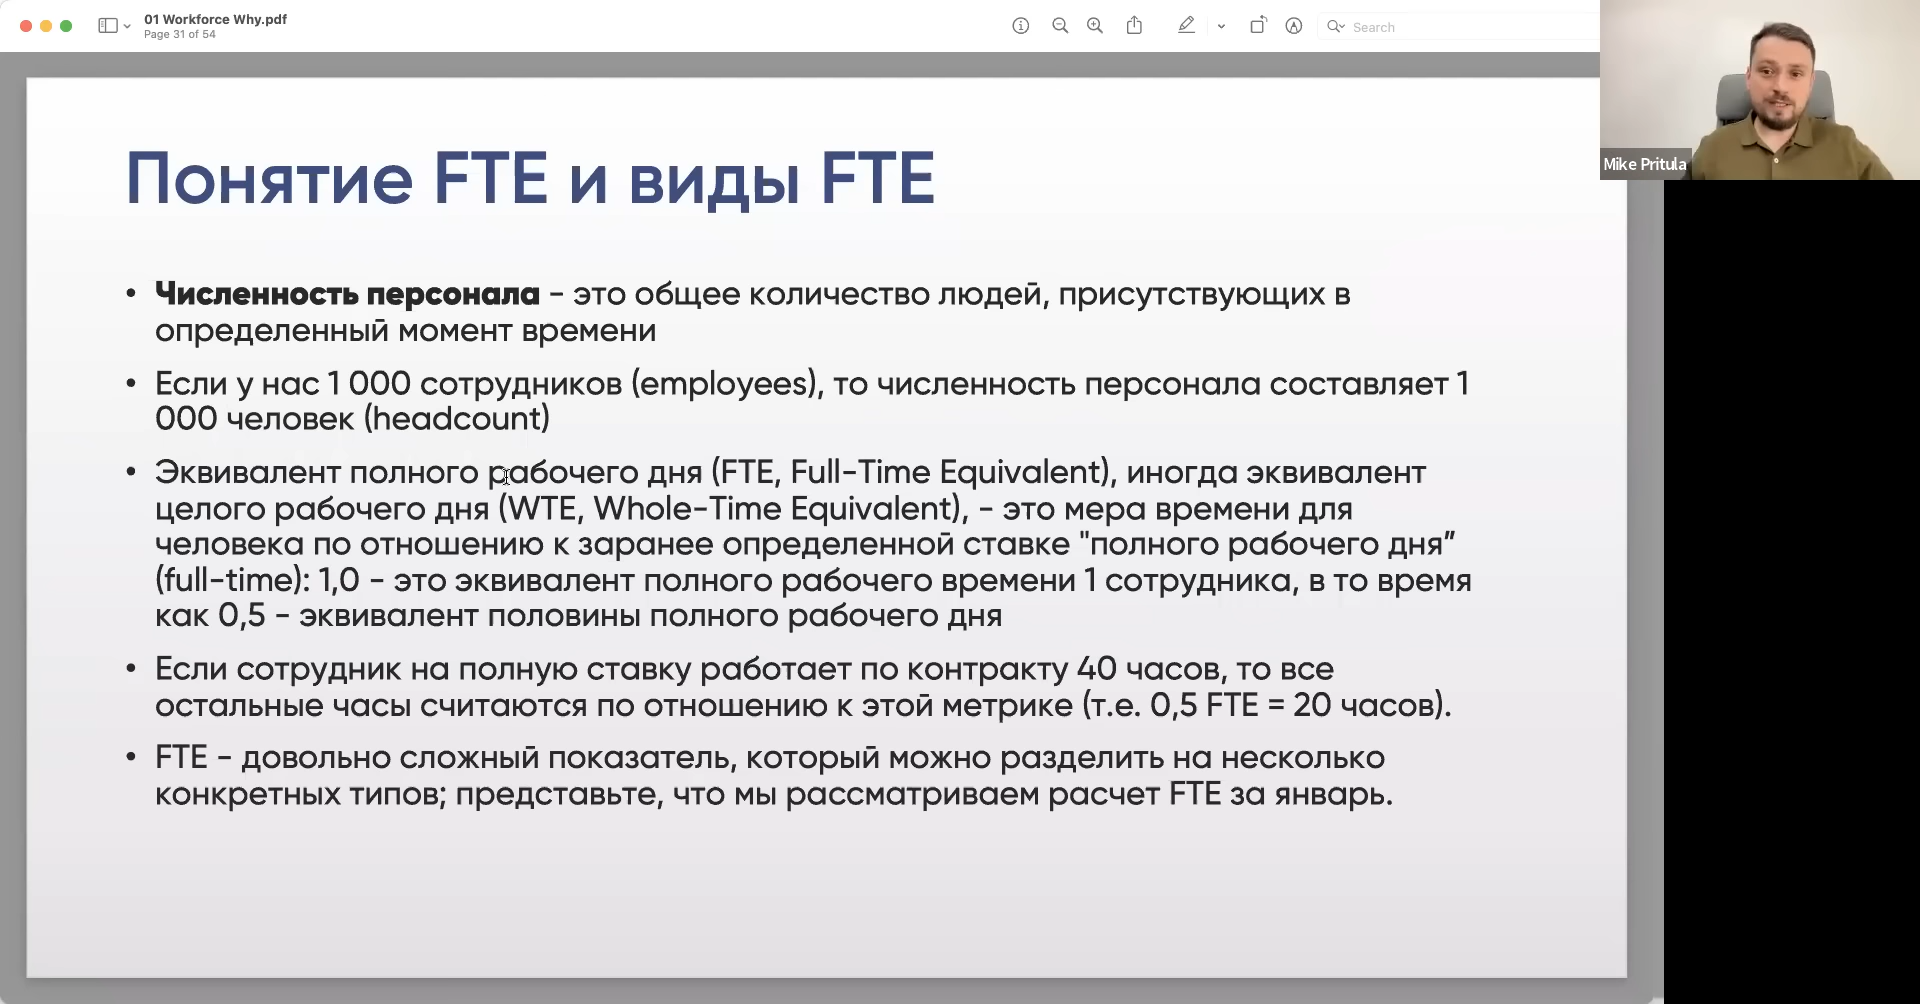 01 Workforce Why.pdf
Page 31 of 54
Search
Mike Pritula
Понятие FTE и виды FTE
• Численность персонала - это общее количество людей, присутствующих в
определенный момент времени
• Если у нас 1 000 сотрудников (employees), то численность персонала составляет 1
000 человек (headcount)
• Эквивалент полного рабочего дня (FTE, Full-Time Equivalent), иногда эквивалент
целого рабочего дня (WTE, Whole-Time Equivalent), - это мера времени для
человека по отношению к заранее определенной ставке "полного рабочего дня”
(full-time): 1,0 - это эквивалент полного рабочего времени 1 сотрудника, в то время
как 0,5 - эквивалент половины полного рабочего дня
• Если сотрудник на полную ставку работает по контракту 40 часов, то все
остальные часы считаются по отношению к этой метрике (т.е. 0,5 FTE = 20 часов).
• FTE - довольно сложный показатель, который можно разделить на несколько
конкретных типов; представьте, что мы рассматриваем расчет FTE за январь.